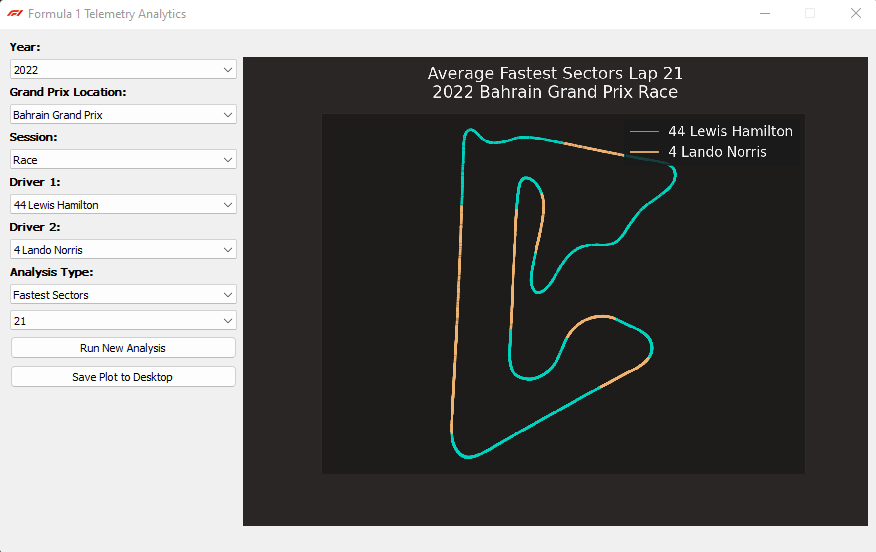 Formula 1 Telemetry Analytics
Year:
2022
Grand Prix Location:
Bahrain Grand Prix
Session:
Race
Driver 1:
44 Lewis Hamilton
Driver 2:
4 Lando Norris
Analysis Type:
Fastest Sectors
21
Run New Analysis
Save Plot to Desktop
Average Fastest Sectors Lap 21
2022 Bahrain Grand Prix Race
44 Lewis Hamilton
4 Lando Norris